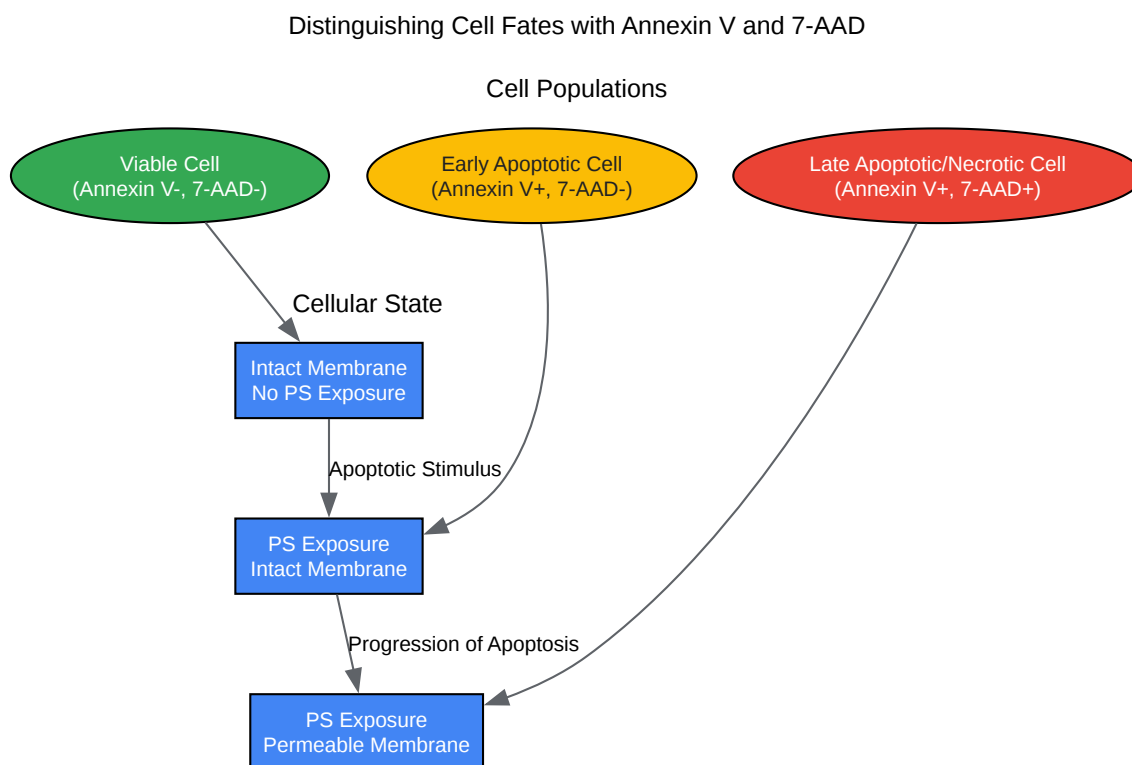 Distinguishing Cell Fates with Annexin V and 7-AAD
Cell Populations
Viable Cell
(Annexin V-, 7-AAD-)
Early Apoptotic Cell
(Annexin V+, 7-AAD-)
Late Apoptotic/Necrotic Cell
(Annexin V+, 7-AAD+)
Cellular State
Intact Membrane
No PS Exposure
Apoptotic Stimulus
PS Exposure
Intact Membrane
Progression of Apoptosis
PS Exposure
Permeable Membrane